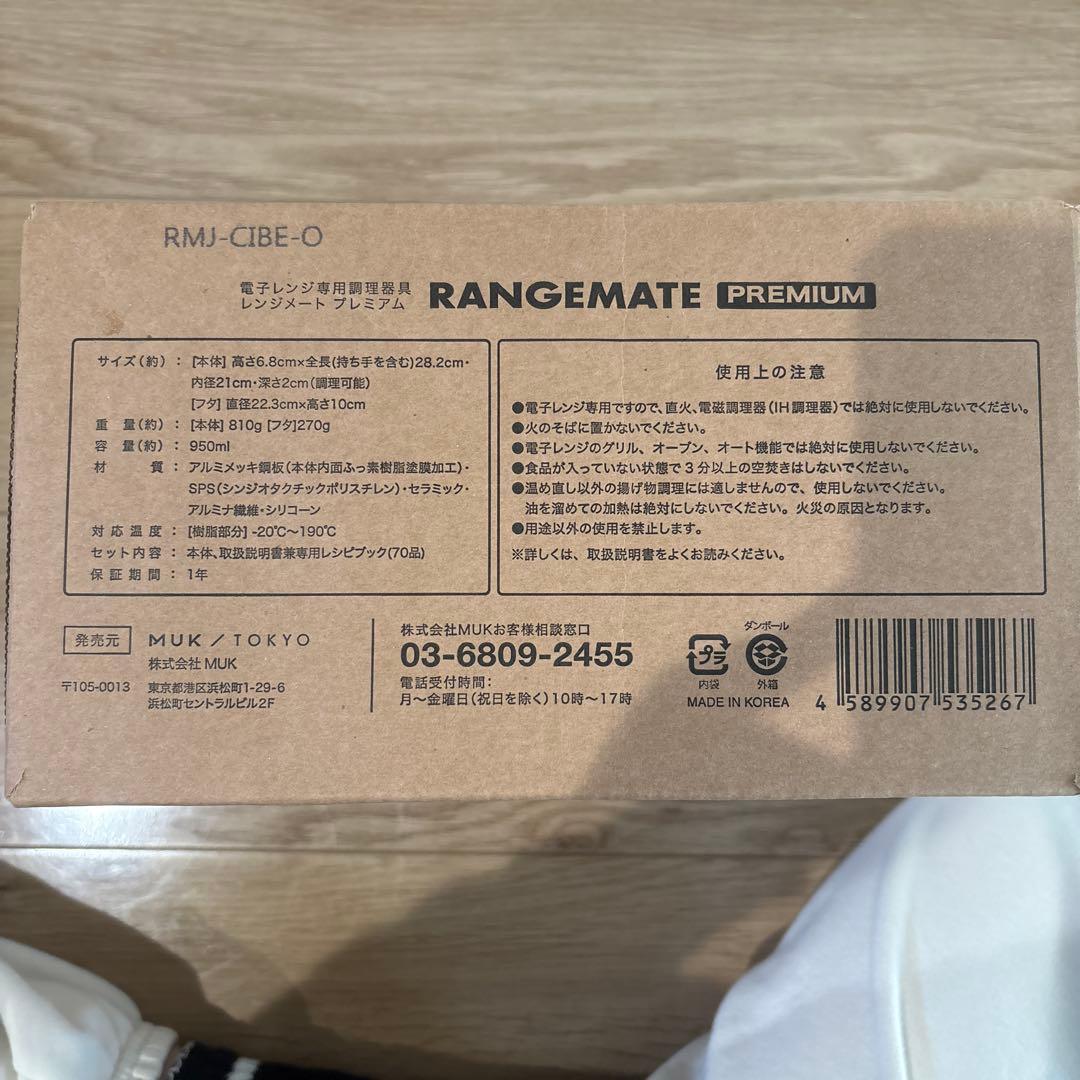 RMJ-CIBE-O
電子レンジ専用調理器具
レンジメート プレミアム
RANGEMATE PREMIUM
サイズ(約): [本体] 高さ6.8cm×全長(持ち手を含む)28.2cm・
内径21cm・深さ2cm(調理可能)
[フタ] 直径22.3cm×高さ10cm
重量(約): [本体] 810g [フタ]270g
容量(約): 950ml
材質: アルミメッキ鋼板(本体内面ふっ素樹脂塗膜加工)・
SPS(シンジオタクチックポリスチレン)・セラミック・
アルミナ繊維・シリコーン
対応温度: [樹脂部分] -20℃〜190℃
セット内容: 本体、取扱説明書兼専用レシピブック(70品)
保証期間: 1年
使用上の注意
●電子レンジ専用ですので、直火、電磁調理器(IH調理器)では絶対に使用しないでください。
●火のそばに置かないでください。
●電子レンジのグリル、オーブン、オート機能では絶対に使用しないでください。
●食品が入っていない状態で3分以上の空焚きはしないでください。
●温め直し以外の揚げ物調理には適しませんので、使用しないでください。
油を溜めての加熱は絶対にしないでください。火災の原因となります。
●用途以外の使用を禁止します。
※詳しくは、取扱説明書をよくお読みください。
発売元 MUK/TOKYO
株式会社 MUK
〒105-0013 東京都港区浜松町1-29-6
浜松町セントラルビル2F
株式会社MUKお客様相談窓口
03-6809-2455
電話受付時間:
月〜金曜日(祝日を除く)10時〜17時
プラ
内袋
ダンボール
外箱
MADE IN KOREA
4 589907 535267